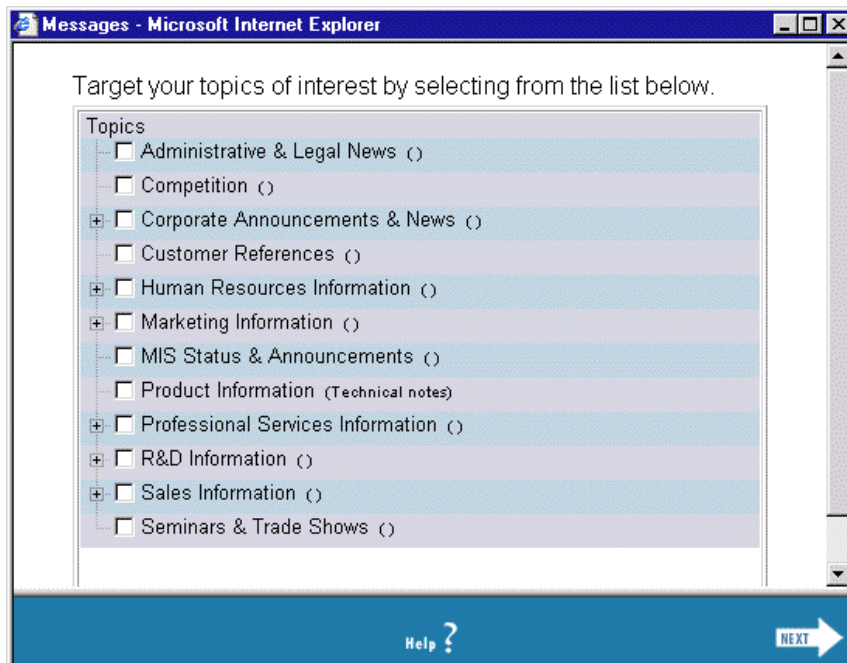 Messages - Microsoft Internet Explorer
Target your topics of interest by selecting from the list below.
Topics
Administrative & Legal News ()
Competition ()
Corporate Announcements & News ()
Customer References ()
Human Resources Information ()
Marketing Information ()
MIS Status & Announcements ()
Product Information (Technical notes)
Professional Services Information ()
R&D Information ()
Sales Information ()
Seminars & Trade Shows ()
Help ?
NEXT